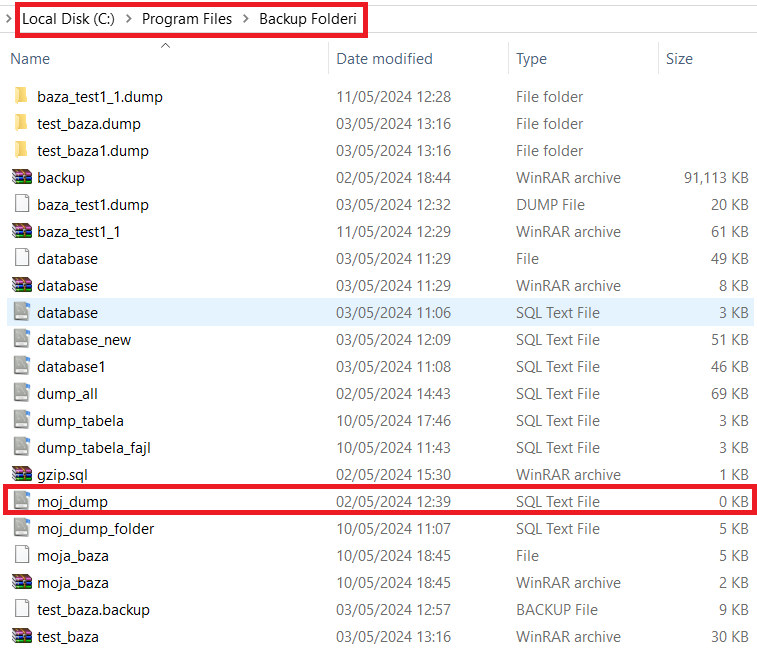 Local Disk (C:) > Program Files > Backup Folderi
Name Date modified Type Size
baza_test1_1.dump 11/05/2024 12:28 File folder
test_baza.dump 03/05/2024 13:16 File folder
test_baza1.dump 03/05/2024 13:16 File folder
backup 02/05/2024 18:44 WinRAR archive 91,113 KB
baza_test1.dump 03/05/2024 12:32 DUMP File 20 KB
baza_test1_1 11/05/2024 12:29 WinRAR archive 61 KB
database 03/05/2024 11:29 File 49 KB
database 03/05/2024 11:29 WinRAR archive 8 KB
database 03/05/2024 11:06 SQL Text File 3 KB
database_new 03/05/2024 12:09 SQL Text File 51 KB
database1 03/05/2024 11:08 SQL Text File 46 KB
dump_all 02/05/2024 14:43 SQL Text File 69 KB
dump_tabela 10/05/2024 17:46 SQL Text File 3 KB
dump_tabela_fajl 10/05/2024 11:43 SQL Text File 3 KB
gzip.sql 02/05/2024 15:30 WinRAR archive 1 KB
moj_dump 02/05/2024 12:39 SQL Text File 0 KB
moj_dump_folder 10/05/2024 11:07 SQL Text File 5 KB
moja_baza 10/05/2024 18:45 File 5 KB
moja_baza 10/05/2024 18:45 WinRAR archive 2 KB
test_baza.backup 03/05/2024 12:57 BACKUP File 9 KB
test_baza 03/05/2024 13:16 WinRAR archive 30 KB